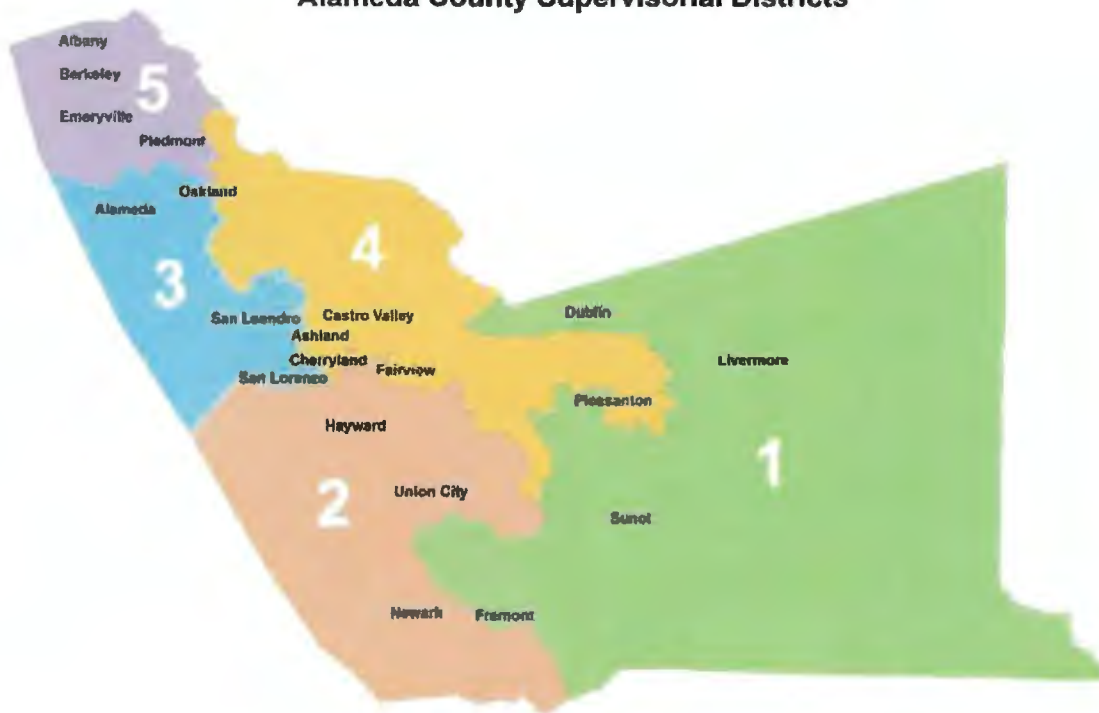 Alameda County Supervisorial Districts
Albany
Berkeley
5
Emeryville
Piedmont
Oakland
Alameda
4
3
San Leandro
Castro Valley
Dublin
Ashland
Cherryland
Livermore
Fairview
San Lorenzo
Pleasanton
Hayward
1
2
Union City
Sunol
Newark
Fremont